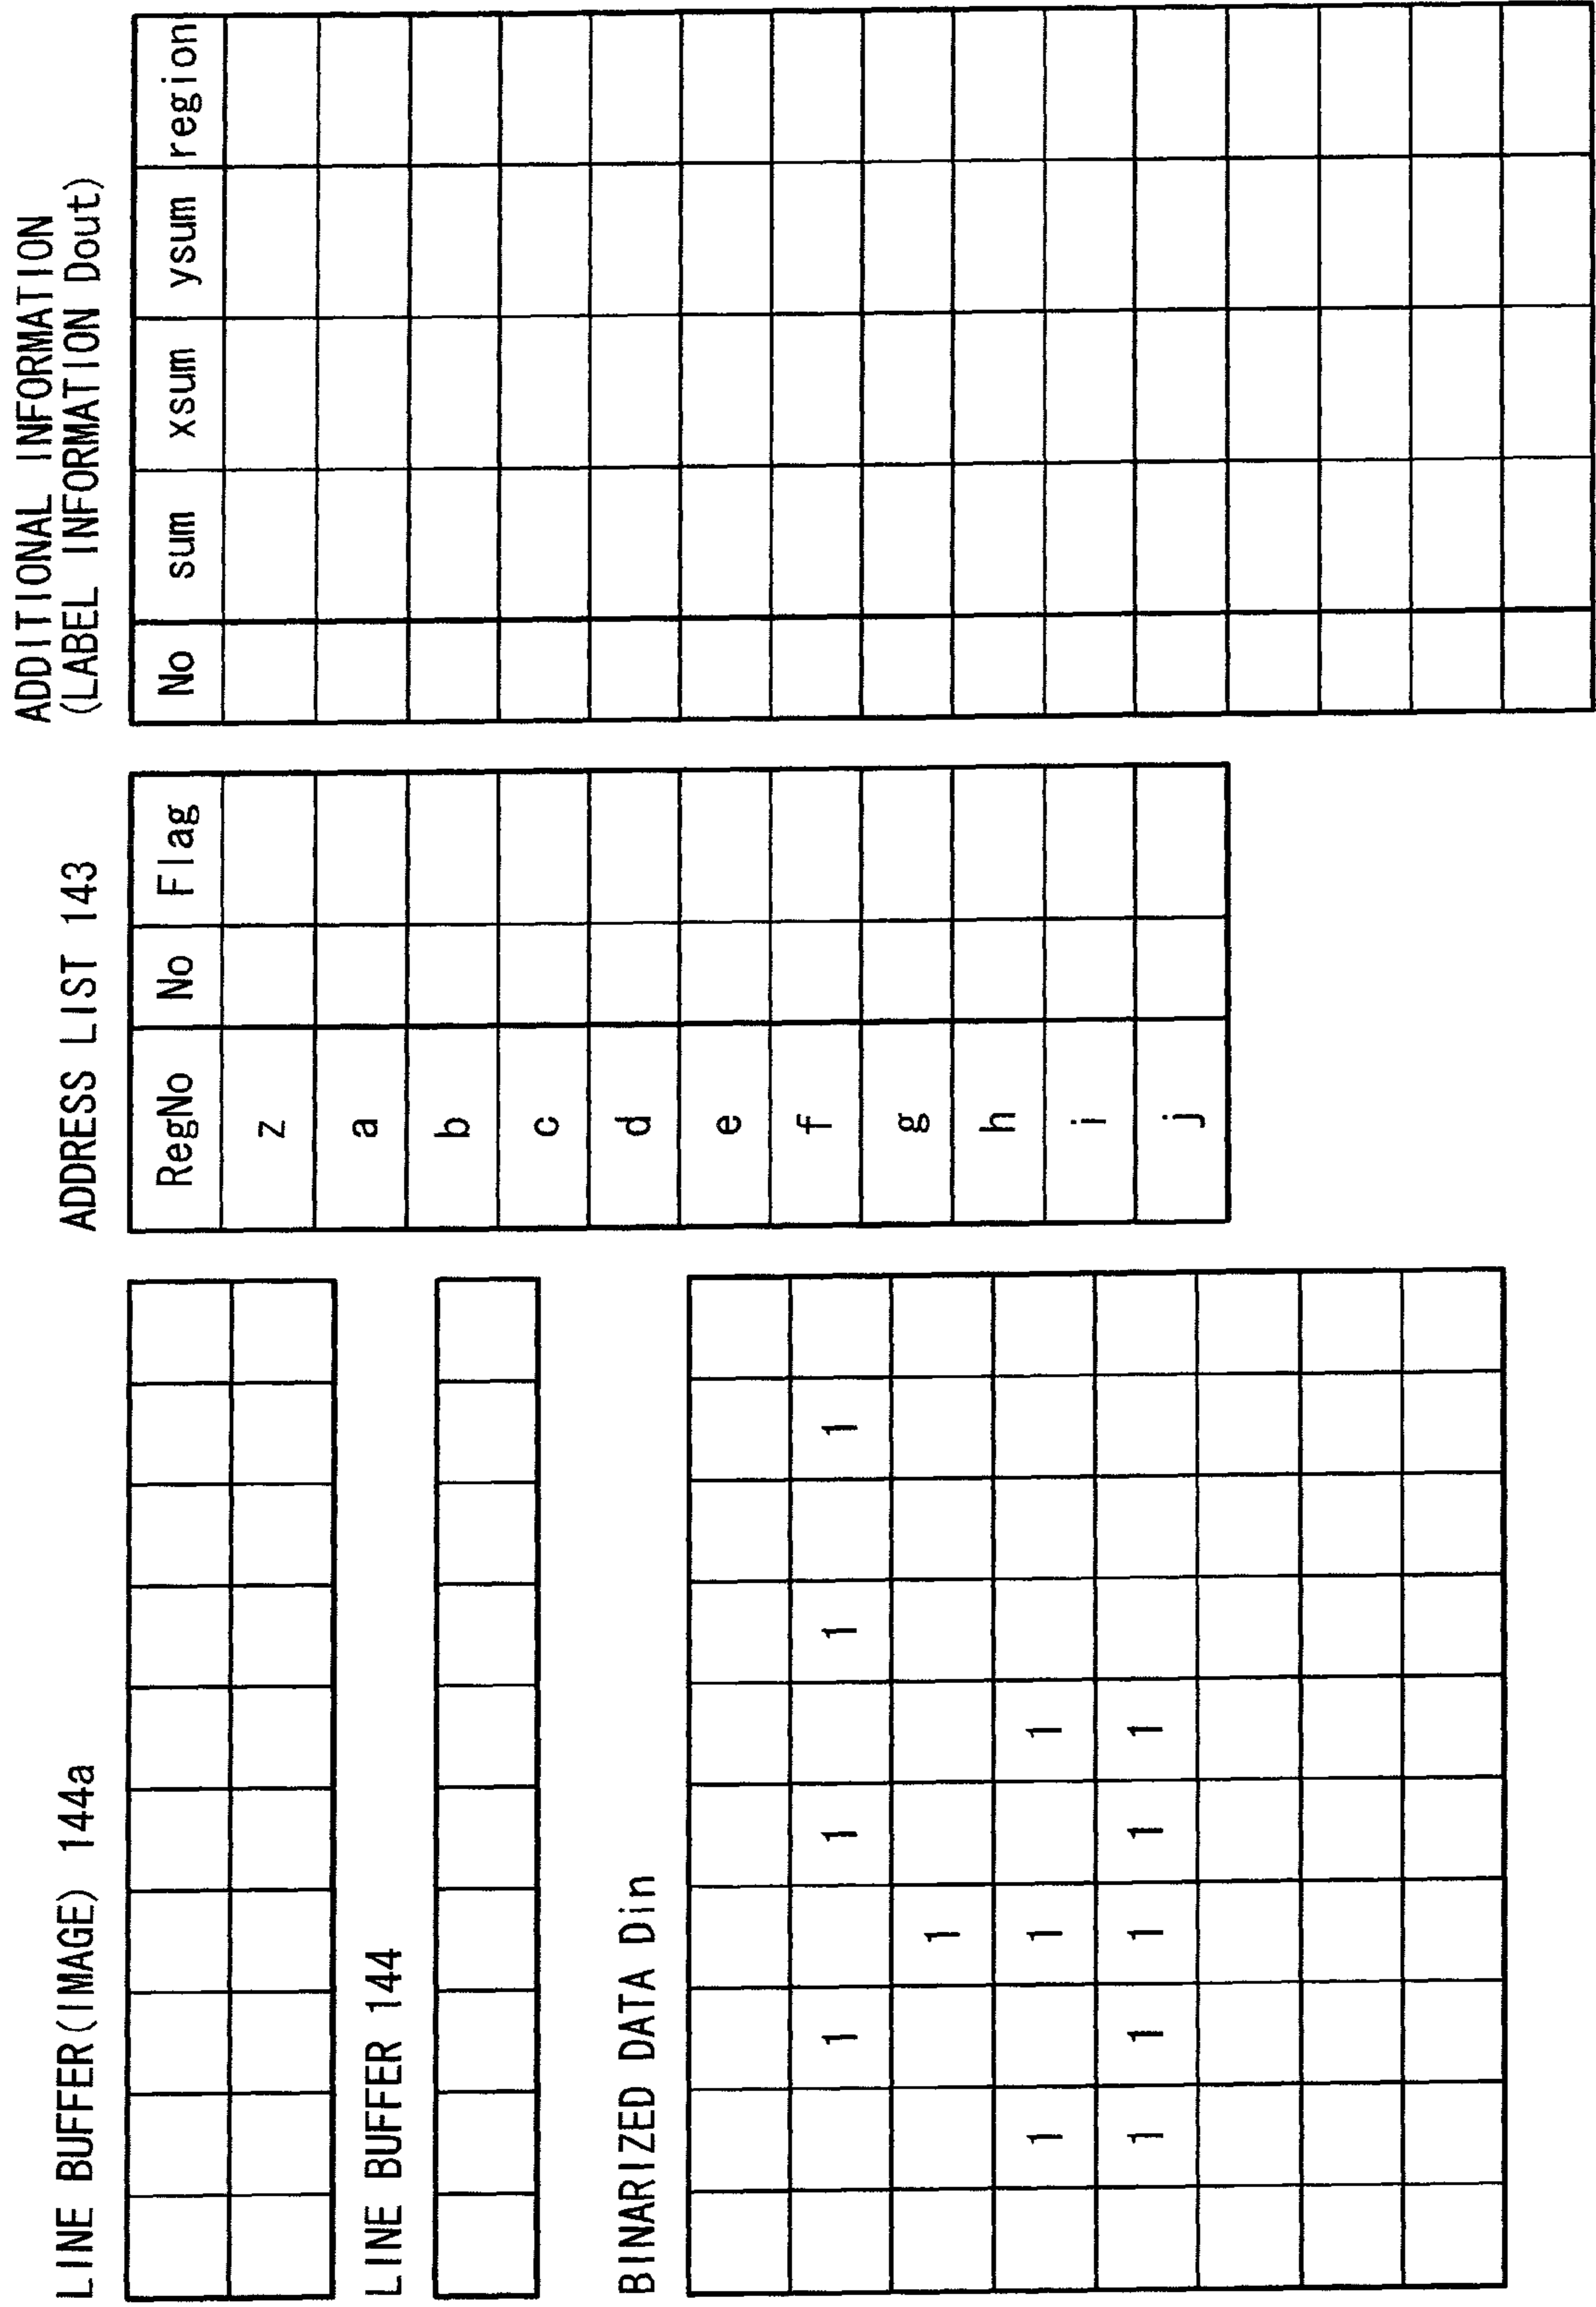 LINE BUFFER(IMAGE) 144a
LINE BUFFER 144
BINARIZED DATA Din
1 1 1 1
1
1 1 1
1 1 1 1 1
ADDRESS LIST 143
RegNo No Flag
z
a
b
c
d
e
f
g
h
i
j
ADDITIONAL INFORMATION
(LABEL INFORMATION Dout)
No sum xsum ysum region